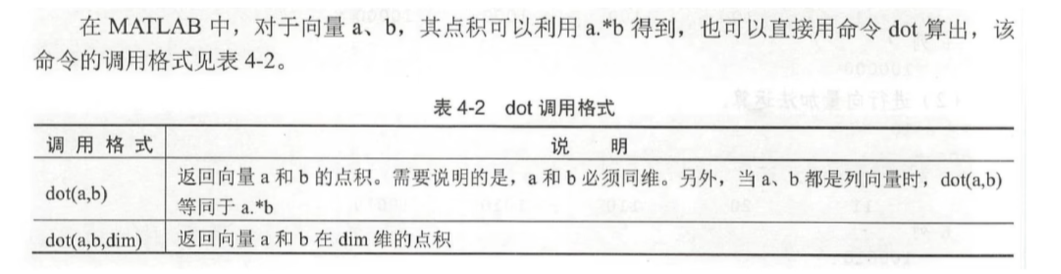 在 MATLAB 中，对于向量 a、b，其点积可以利用 a.*b 得到，也可以直接用命令 dot 算出，该
命令的调用格式见表 4-2。
表 4-2 dot 调用格式
调 用 格 式 说 明
dot(a,b) 返回向量 a 和 b 的点积。需要说明的是，a 和 b 必须同维。另外，当 a、b 都是列向量时，dot(a,b)
等同于 a.*b
dot(a,b,dim) 返回向量 a 和 b 在 dim 维的点积